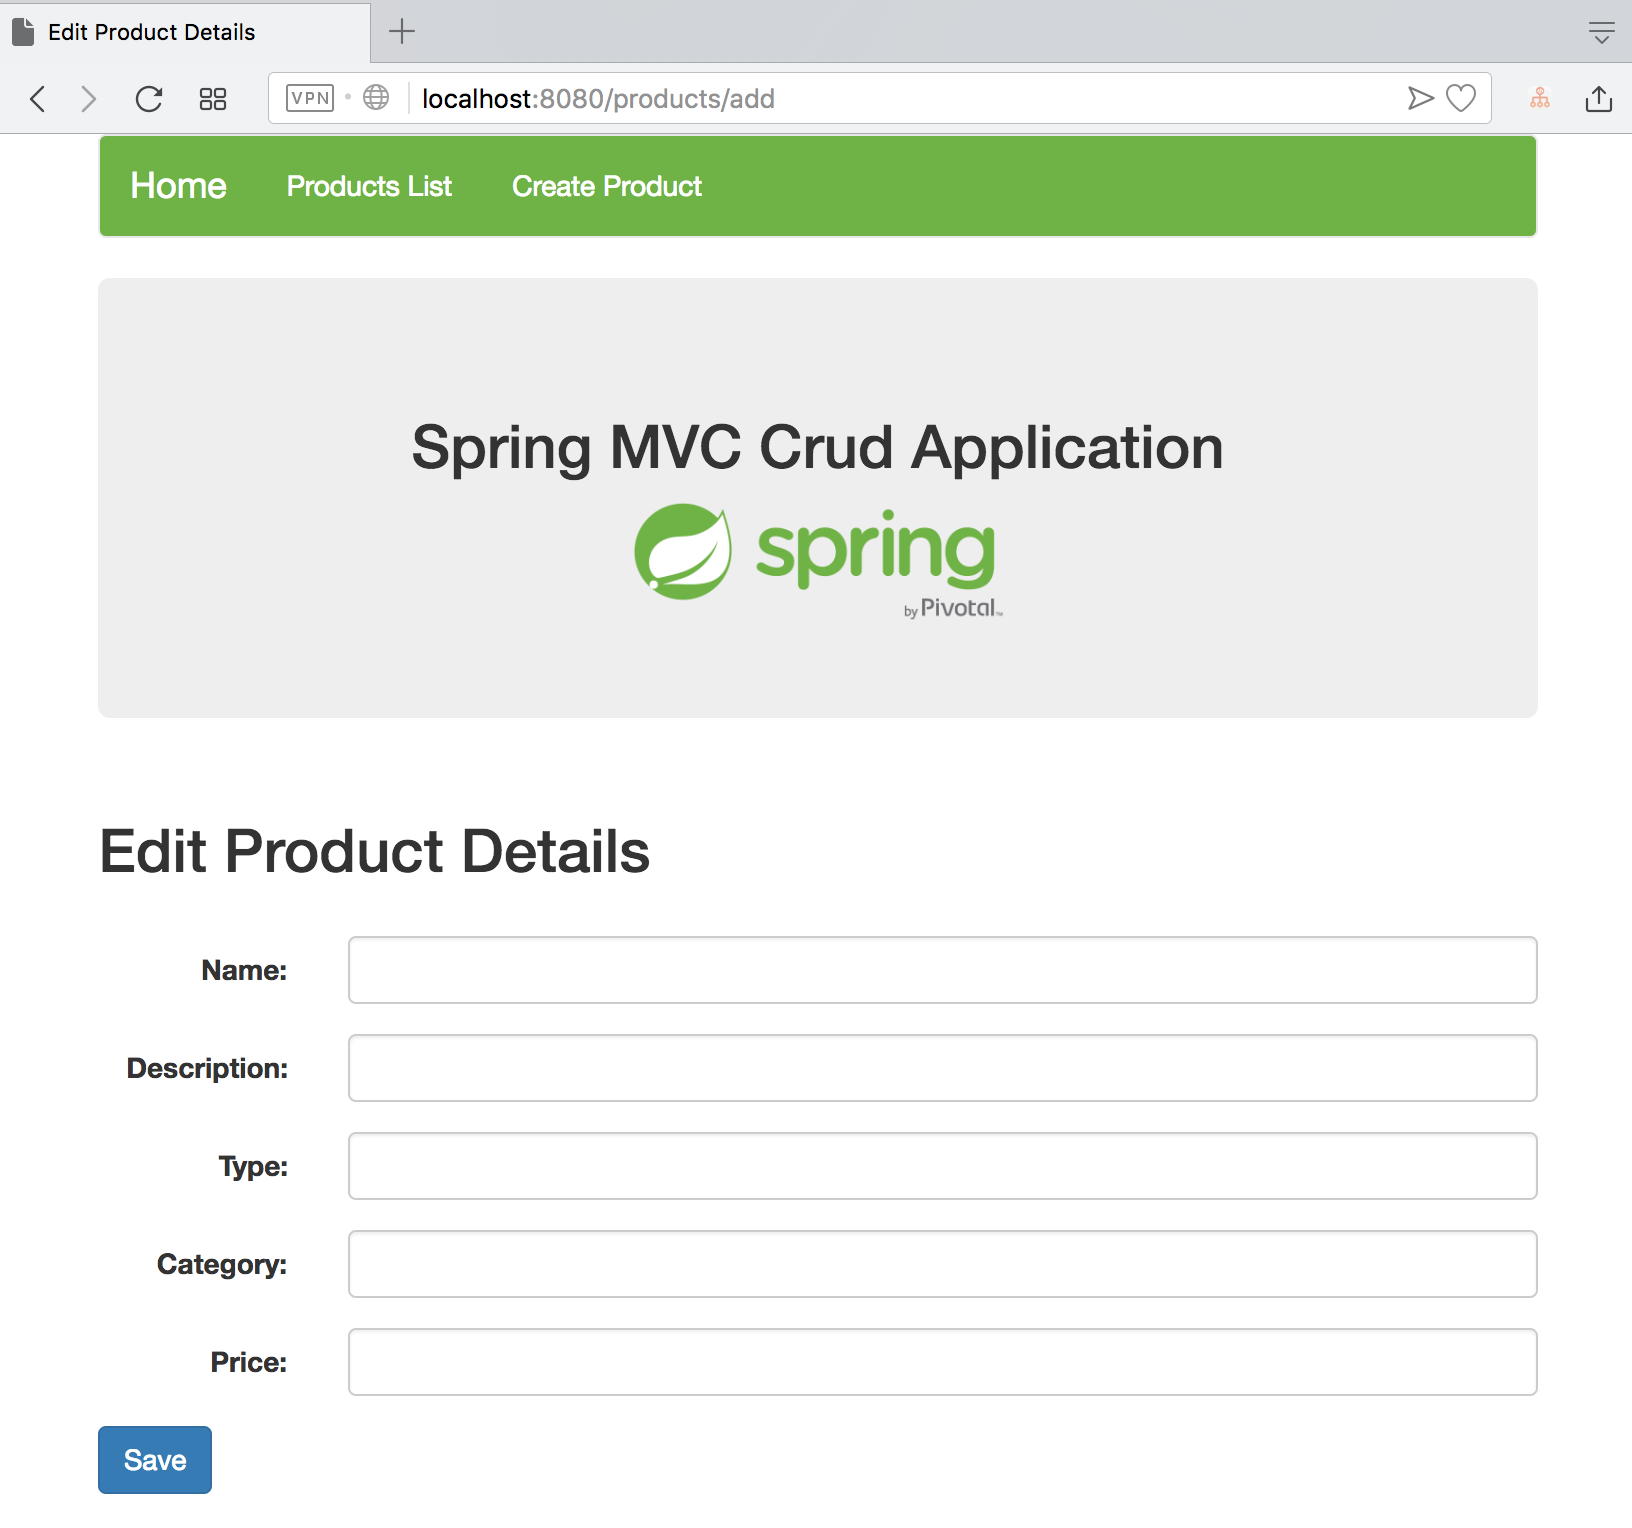 Edit Product Details
VPN localhost:8080/products/add
Home Products List Create Product
Spring MVC Crud Application
spring
by Pivotal™
Edit Product Details
Name:
Description:
Type:
Category:
Price:
Save